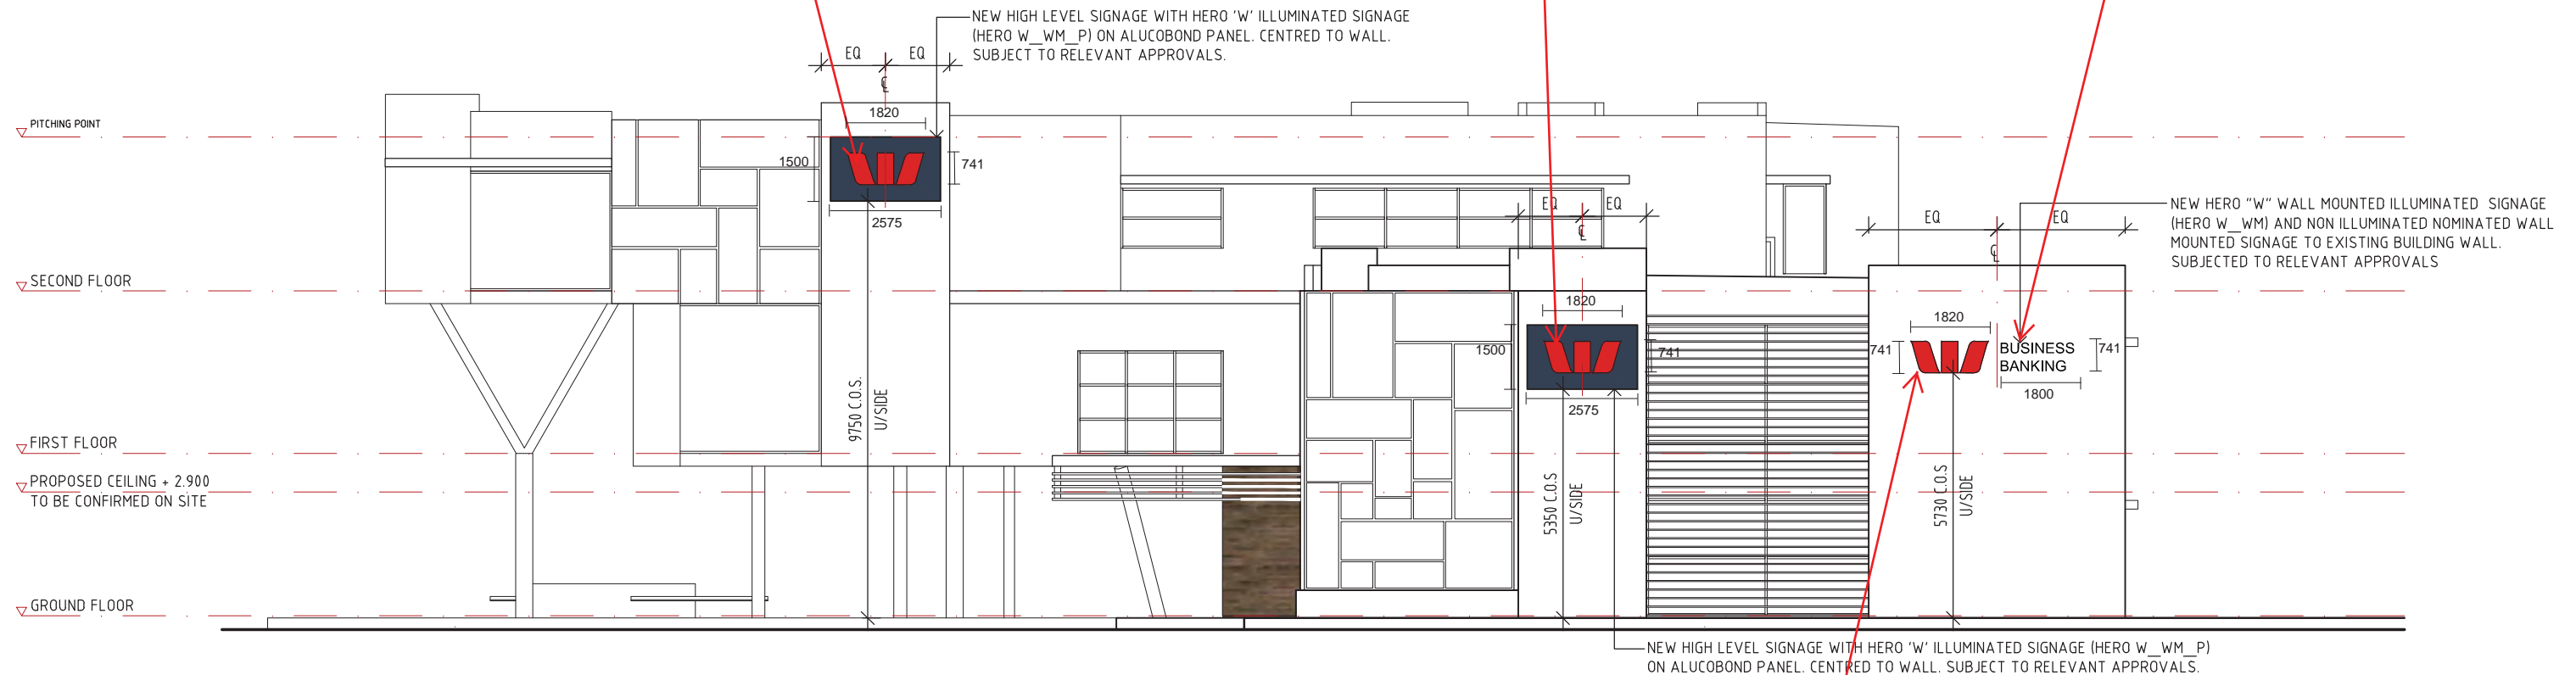 NEW HIGH LEVEL SIGNAGE WITH HERO 'W' ILLUMINATED SIGNAGE
(HERO W_WM_P) ON ALUCOBOND PANEL. CENTRED TO WALL.
SUBJECT TO RELEVANT APPROVALS.
EQ EQ
℄
1820
PITCHING POINT
1500
741
2575
NEW HERO "W" WALL MOUNTED ILLUMINATED SIGNAGE
(HERO W_WM) AND NON ILLUMINATED NOMINATED WALL
MOUNTED SIGNAGE TO EXISTING BUILDING WALL.
SUBJECTED TO RELEVANT APPROVALS
EQ EQ
℄
EQ EQ
℄
SECOND FLOOR
1820
1500
741
2575
1820
741
BUSINESS
BANKING
741
1800
9750 C.O.S.
U/SIDE
FIRST FLOOR
PROPOSED CEILING + 2.900
TO BE CONFIRMED ON SITE
5350 C.O.S
U/SIDE
5730 C.O.S
U/SIDE
GROUND FLOOR
NEW HIGH LEVEL SIGNAGE WITH HERO 'W' ILLUMINATED SIGNAGE (HERO W_WM_P)
ON ALUCOBOND PANEL. CENTRED TO WALL. SUBJECT TO RELEVANT APPROVALS.